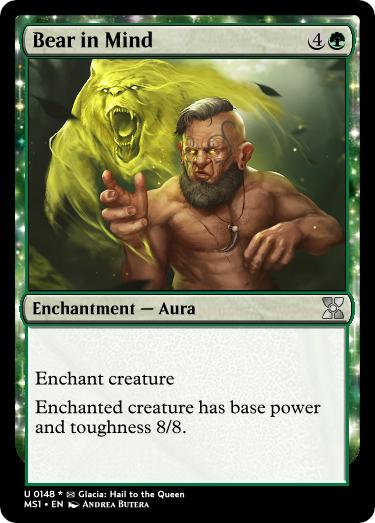 Bear in Mind 4
Enchantment — Aura
Enchant creature
Enchanted creature has base power
and toughness 8/8.
U 0148 * Glacia: Hail to the Queen
MS1 • EN Andrea Butera